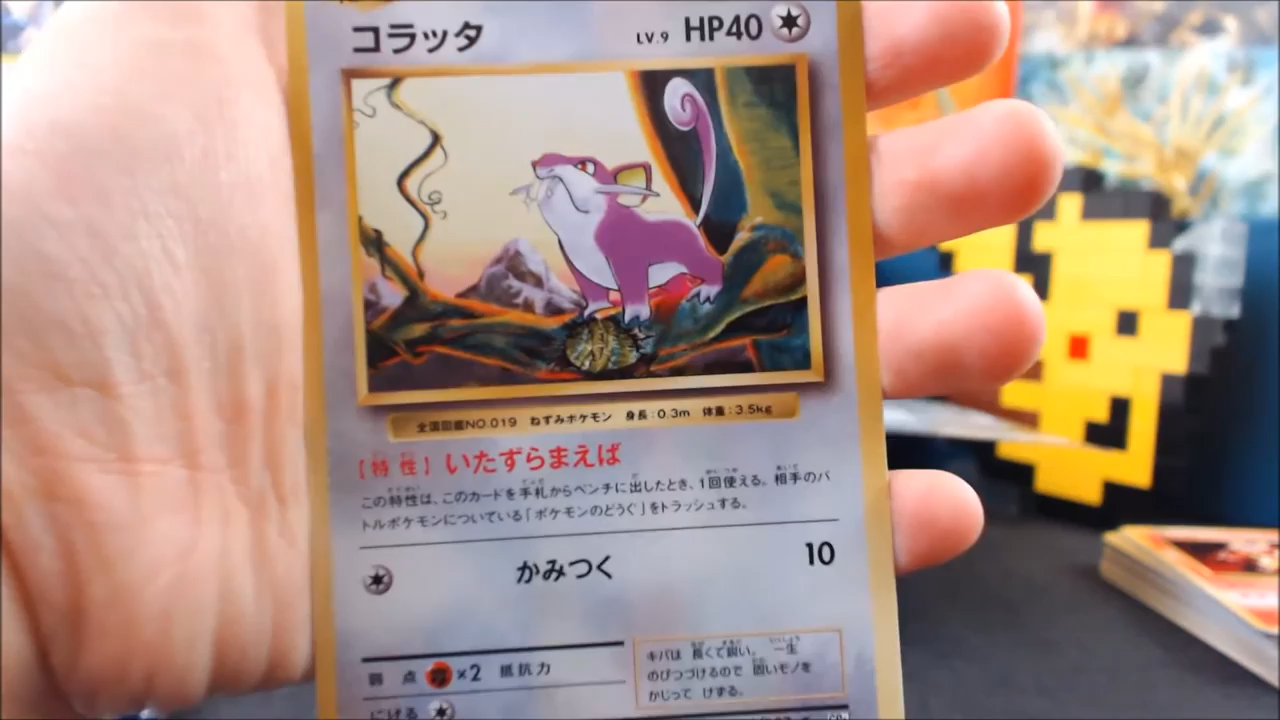 コラッタ LV.9 HP40
全国図鑑NO.019 ねずみポケモン 身長:0.3m 体重:3.5kg
[特性] いたずらまえば
この特性は、このカードを手札からベンチに出したとき、1回使える。相手のバ
トルポケモンについている「ポケモンのどうぐ」をトラッシュする。
かみつく 10
弱点 ×2 抵抗力
キバは 長くて鋭い。 一生
のびつづけるので 固いモノを
かじって けずる。
にげる